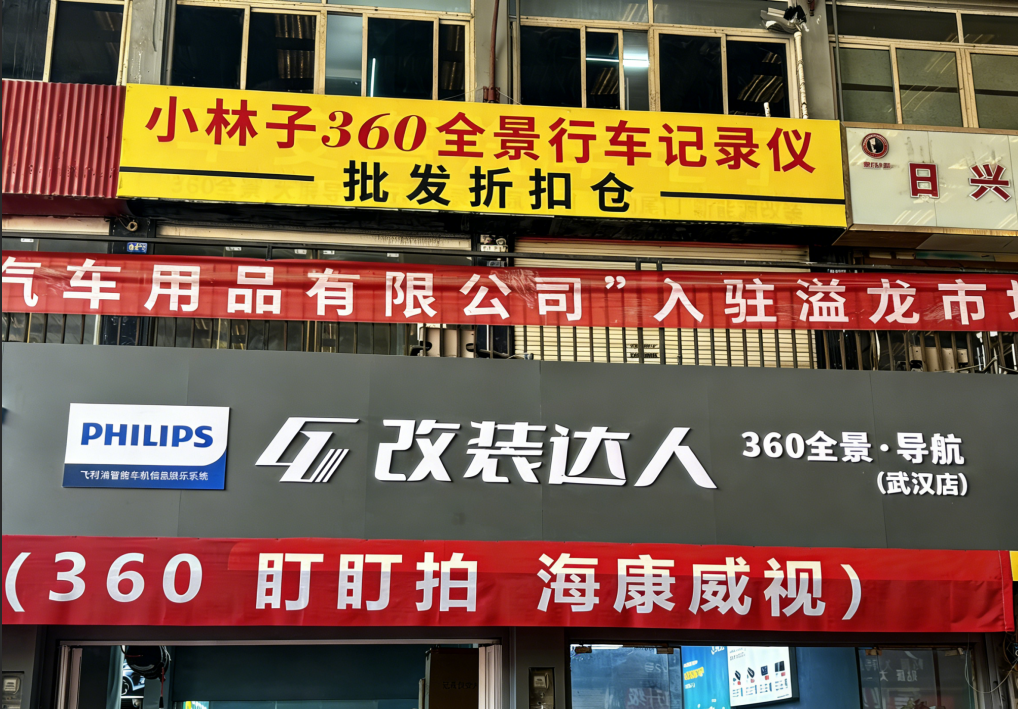 小林子360全景行车记录仪
批发折扣仓
日兴
汽车用品有限公司”入驻溢龙市场
PHILIPS
飞利浦智能车机信息娱乐系统
改装达人
360全景·导航
(武汉店)
(360 盯盯拍 海康威视)